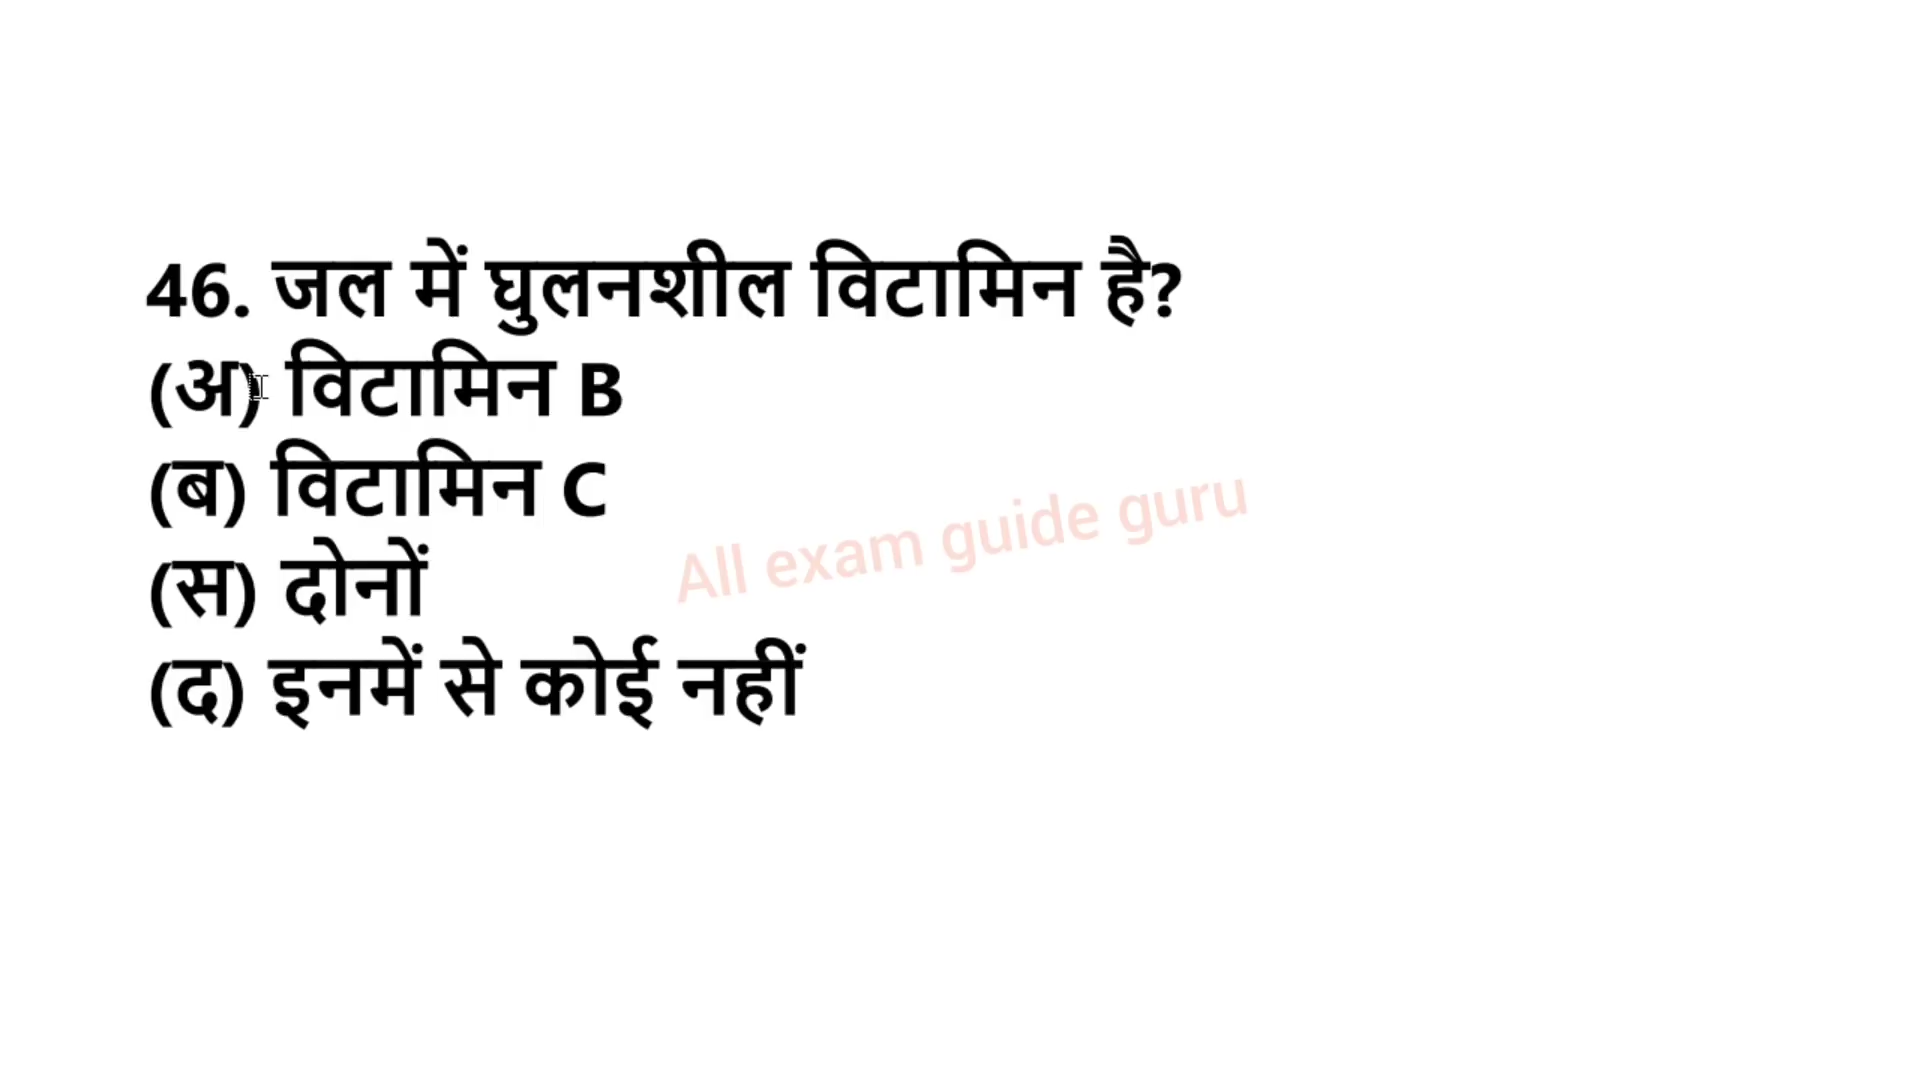 46. जल में घुलनशील विटामिन है?
(अ) विटामिन B
(ब) विटामिन C
(स) दोनों
(द) इनमें से कोई नहीं
All exam guide guru